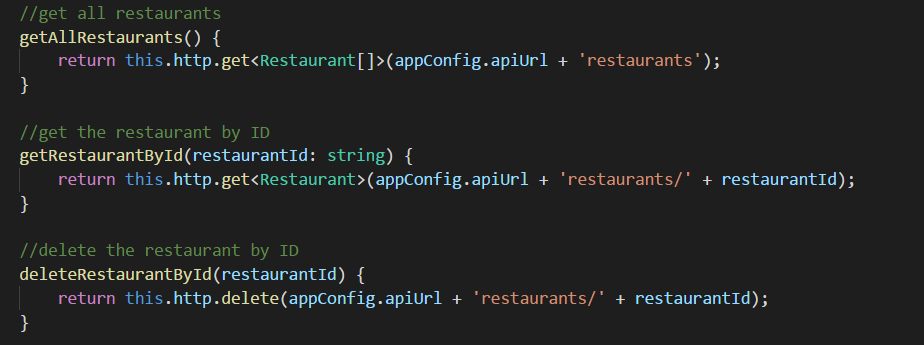 //get all restaurants
getAllRestaurants() {
return this.http.get<Restaurant[]>(appConfig.apiUrl + 'restaurants');
}
//get the restaurant by ID
getRestaurantById(restaurantId: string) {
return this.http.get<Restaurant>(appConfig.apiUrl + 'restaurants/' + restaurantId);
}
//delete the restaurant by ID
deleteRestaurantById(restaurantId) {
return this.http.delete(appConfig.apiUrl + 'restaurants/' + restaurantId);
}